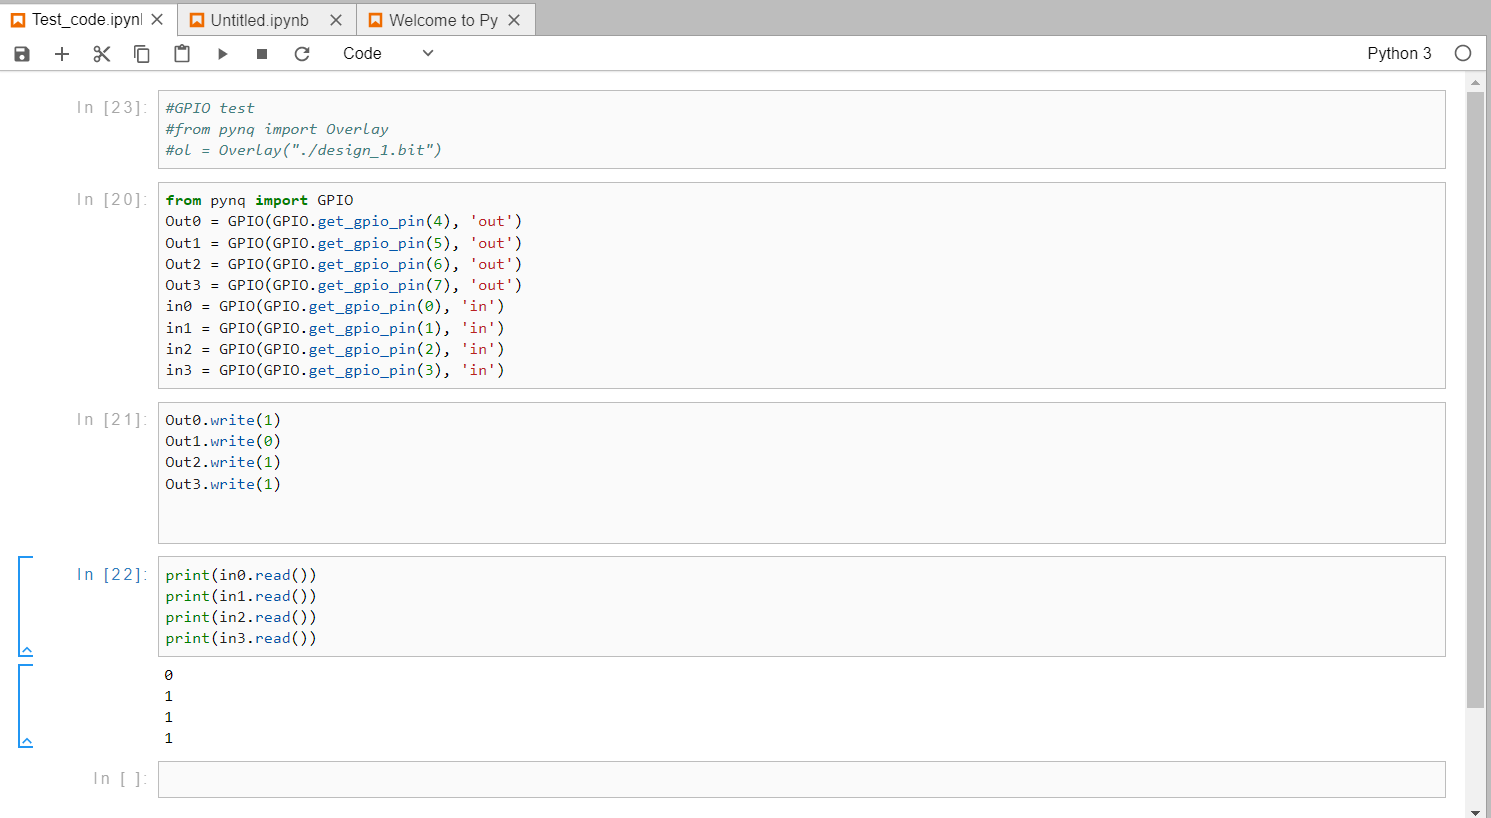 Test_code.ipynb
Untitled.ipynb
Welcome to Py
Code
Python 3
In [23]:
#GPIO test
#from pynq import Overlay
#ol = Overlay("./design_1.bit")
In [20]:
from pynq import GPIO
Out0 = GPIO(GPIO.get_gpio_pin(4), 'out')
Out1 = GPIO(GPIO.get_gpio_pin(5), 'out')
Out2 = GPIO(GPIO.get_gpio_pin(6), 'out')
Out3 = GPIO(GPIO.get_gpio_pin(7), 'out')
in0 = GPIO(GPIO.get_gpio_pin(0), 'in')
in1 = GPIO(GPIO.get_gpio_pin(1), 'in')
in2 = GPIO(GPIO.get_gpio_pin(2), 'in')
in3 = GPIO(GPIO.get_gpio_pin(3), 'in')
In [21]:
Out0.write(1)
Out1.write(0)
Out2.write(1)
Out3.write(1)
In [22]:
print(in0.read())
print(in1.read())
print(in2.read())
print(in3.read())
0
1
1
1
In [ ]: